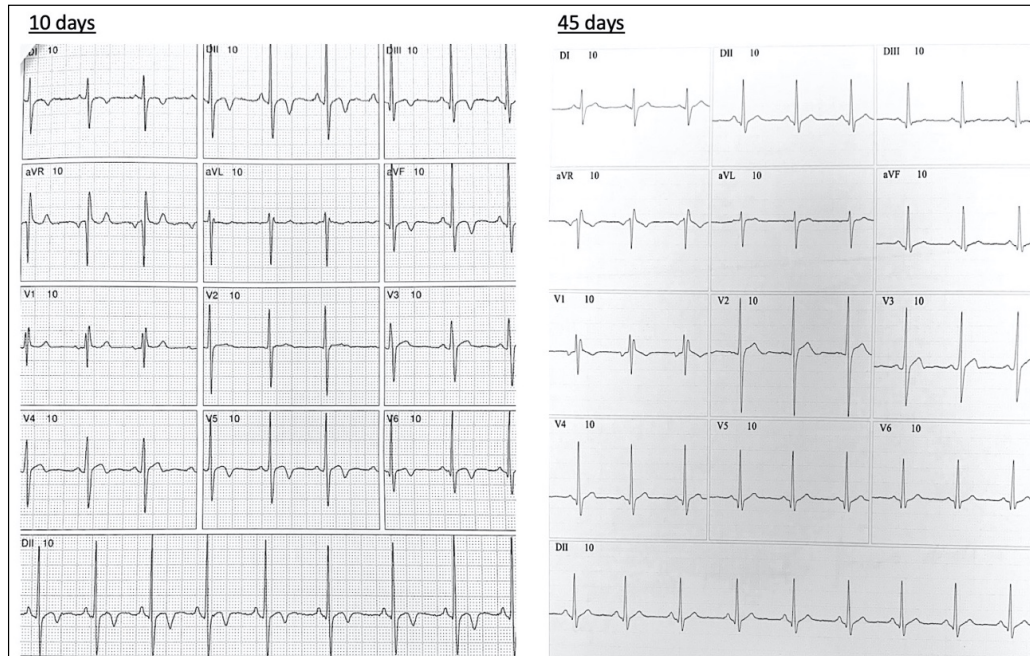 10 days
45 days
DI 10
DII 10
DIII 10
aVR 10
aVL 10
aVF 10
V1 10
V2 10
V3 10
V4 10
V5 10
V6 10
DII 10
DI 10
DII 10
DIII 10
aVR 10
aVL 10
aVF 10
V1 10
V2 10
V3 10
V4 10
V5 10
V6 10
DII 10